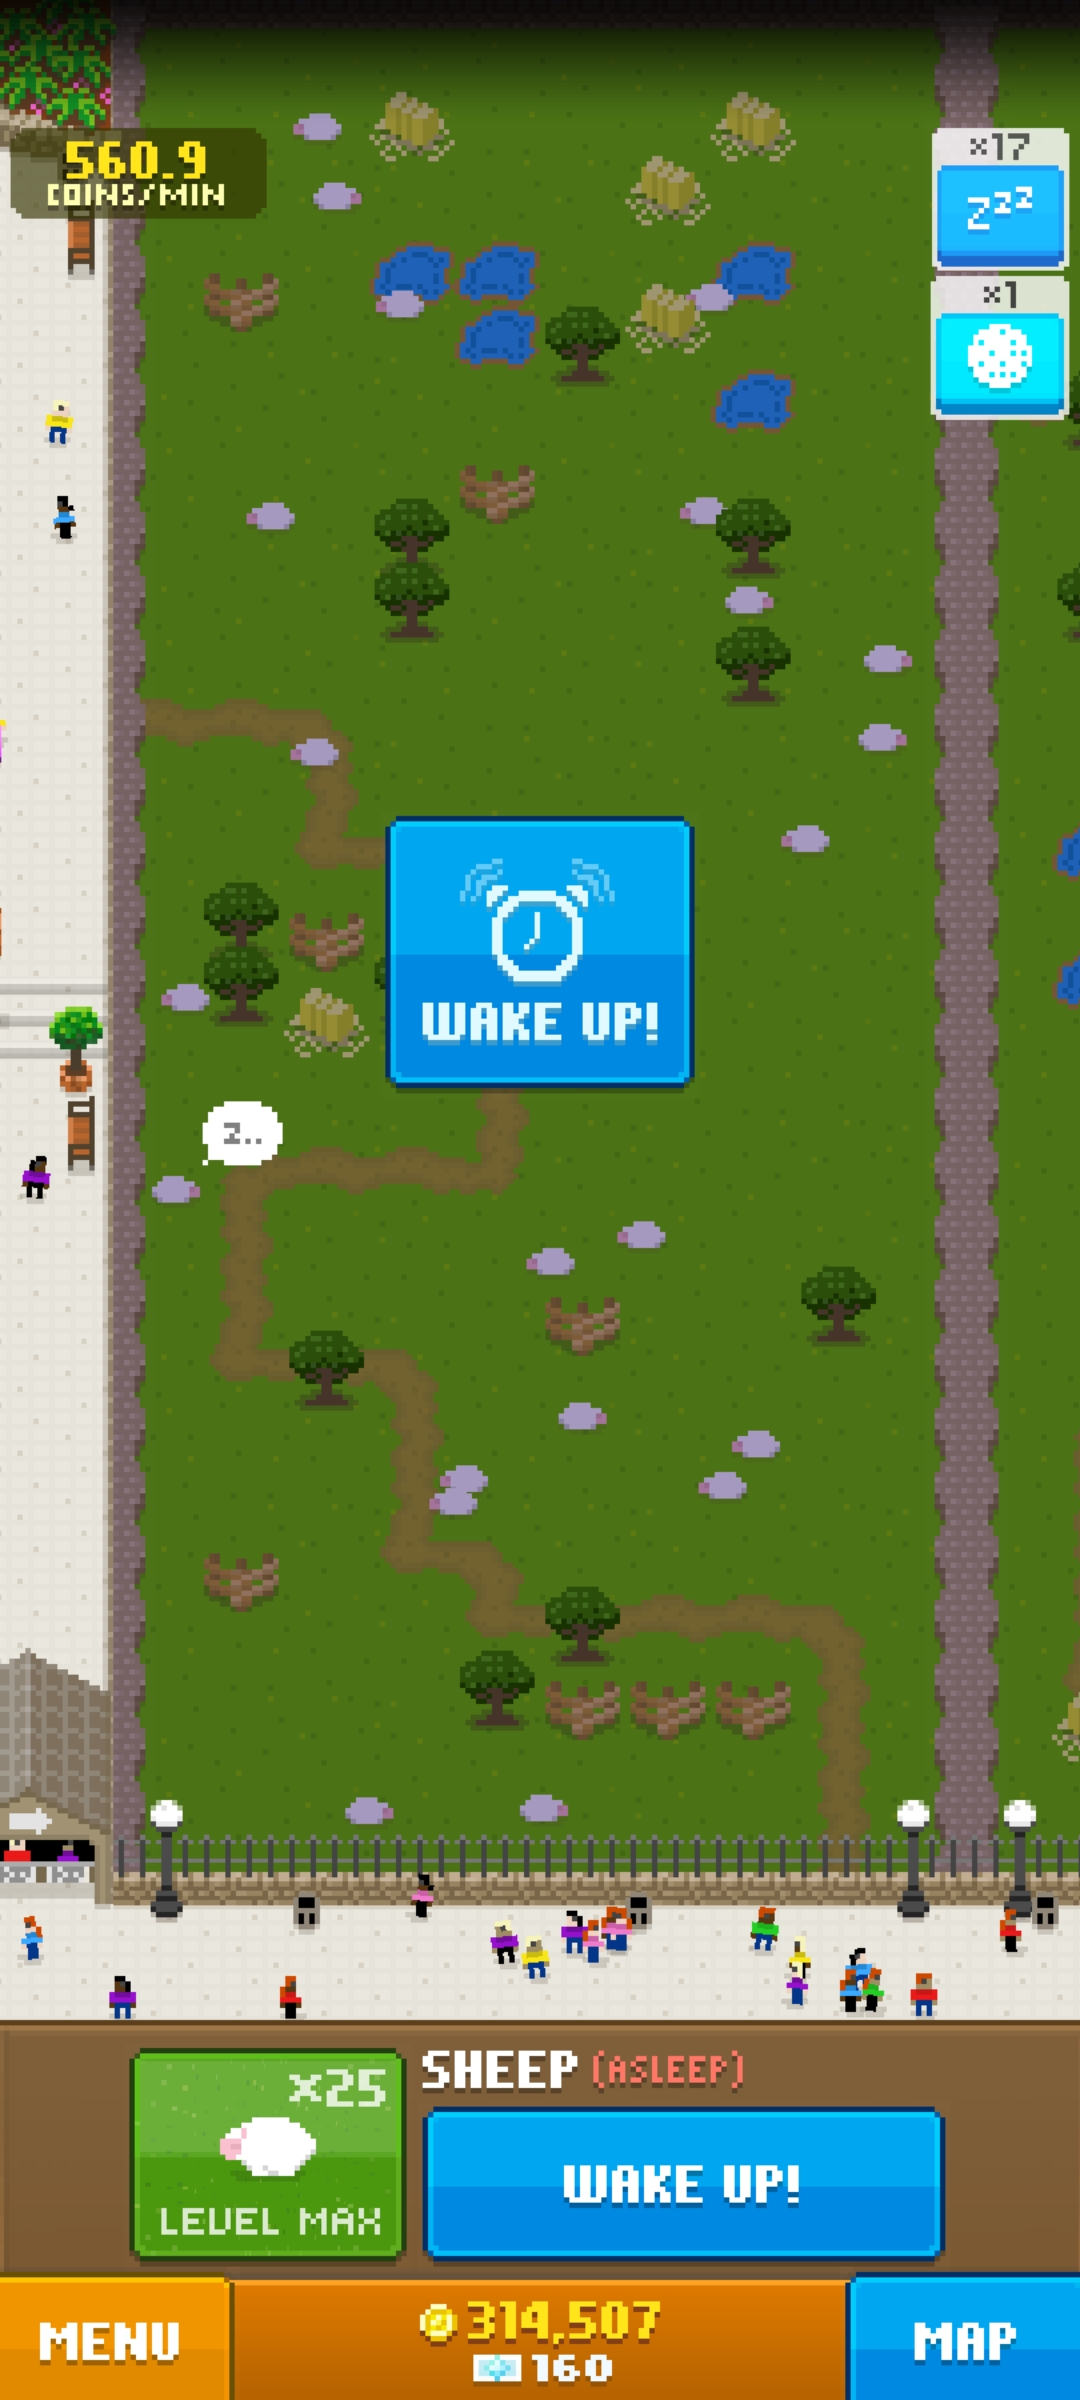 560.9
COINS/MIN
x17
zzz
x1
WAKE UP!
z..
x25
LEVEL MAX
SHEEP (ASLEEP)
WAKE UP!
MENU
314,507
160
MAP